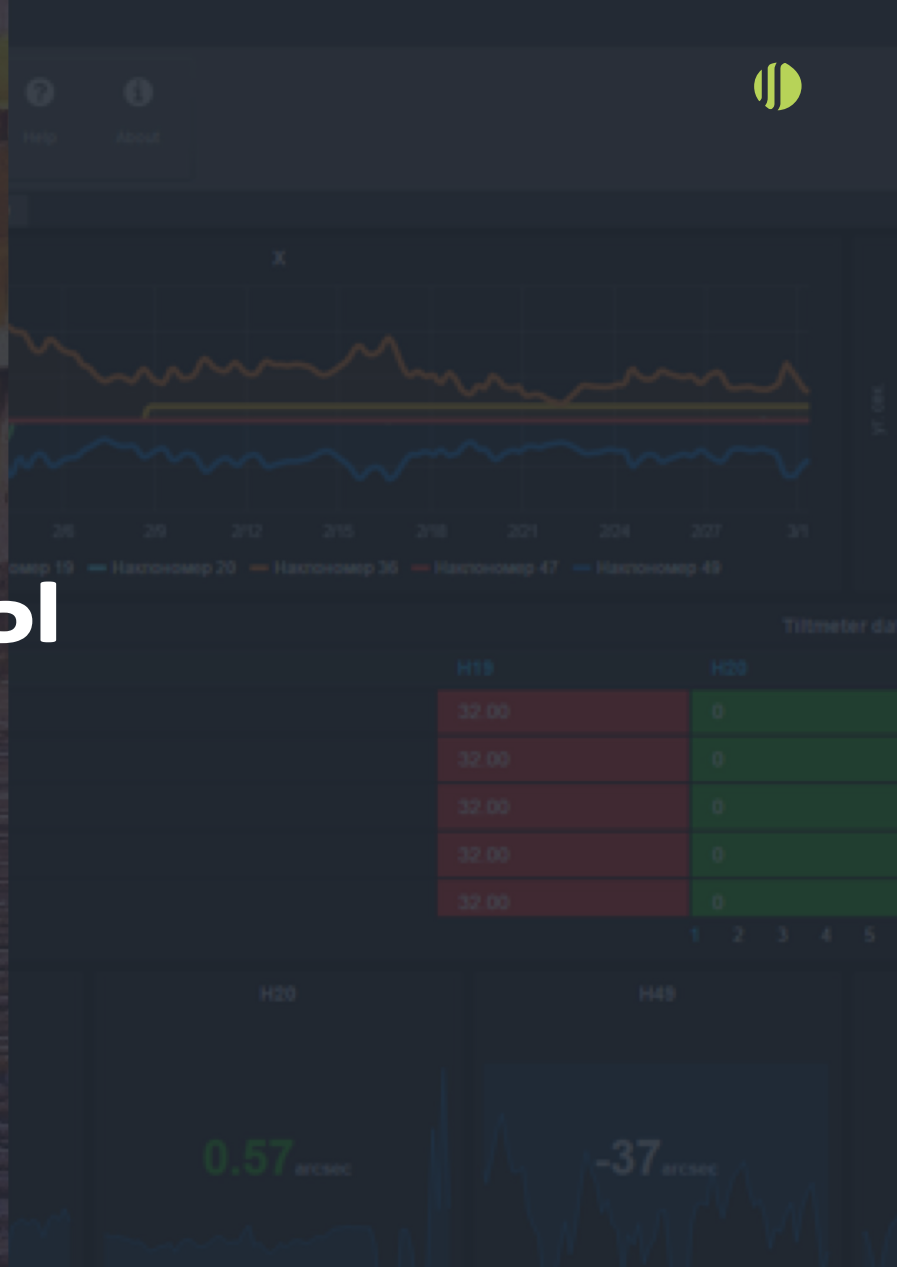 Help About
X
уг. сек.
2/6 2/9 2/12 2/15 2/18 2/21 2/24 2/27 3/1
омер 19 Наклономер 20 Наклономер 36 Наклономер 47 Наклономер 49
ы
Tiltmeter da
H19 H20
32.00 0
32.00 0
32.00 0
32.00 0
32.00 0
1 2 3 4 5
H20 H49
0.57 arcsec -37 arcsec